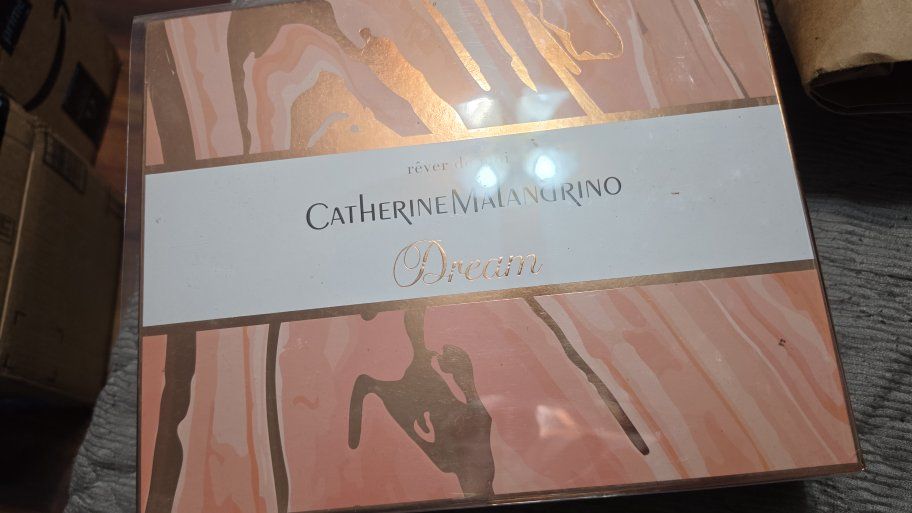 rêver de
CATHERINE MALANDRINO
Dream